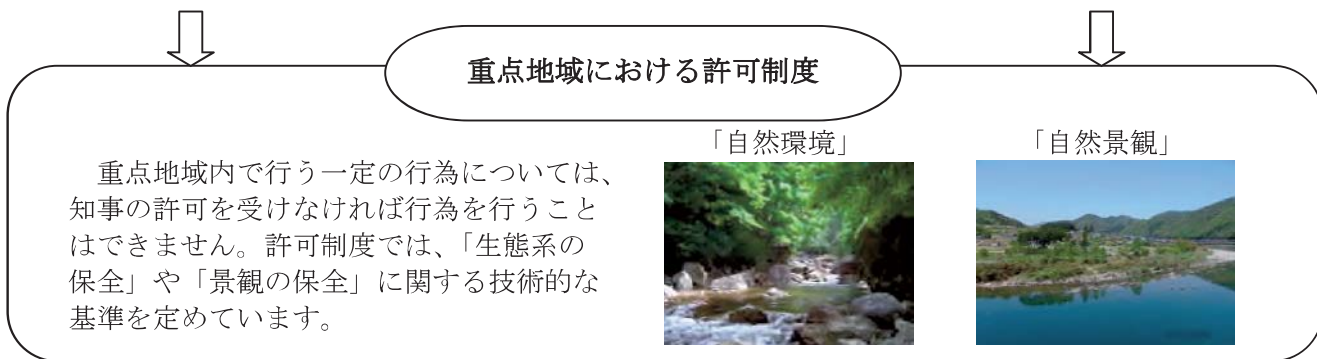 重点地域における許可制度
「自然環境」
「自然景観」
　重点地域内で行う一定の行為については、
知事の許可を受けなければ行為を行うこと
はできません。許可制度では、「生態系の
保全」や「景観の保全」に関する技術的な
基準を定めています。